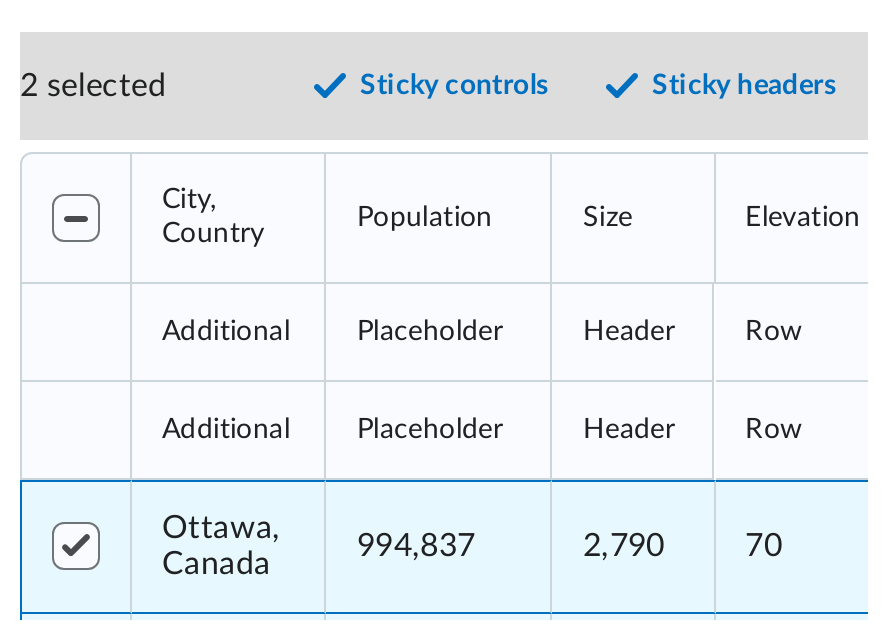 2 selected
Sticky controls
Sticky headers
City,
Country
Population
Size
Elevation
Additional
Placeholder
Header
Row
Additional
Placeholder
Header
Row
Ottawa,
Canada
994,837
2,790
70